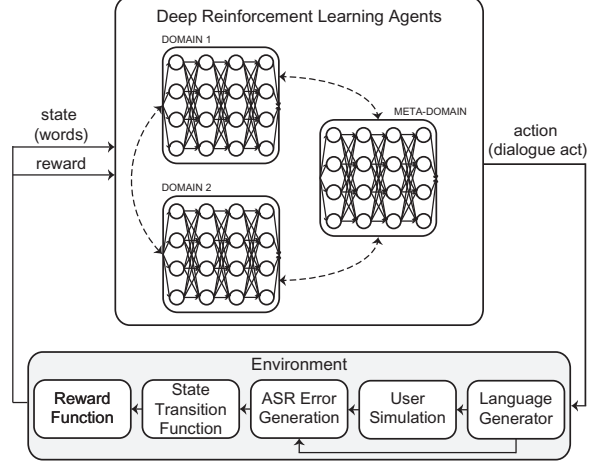 Deep Reinforcement Learning Agents
DOMAIN 1
META-DOMAIN
state
(words)
reward
action
(dialogue act)
DOMAIN 2
Environment
Reward
Function
State
Transition
Function
ASR Error
Generation
User
Simulation
Language
Generator